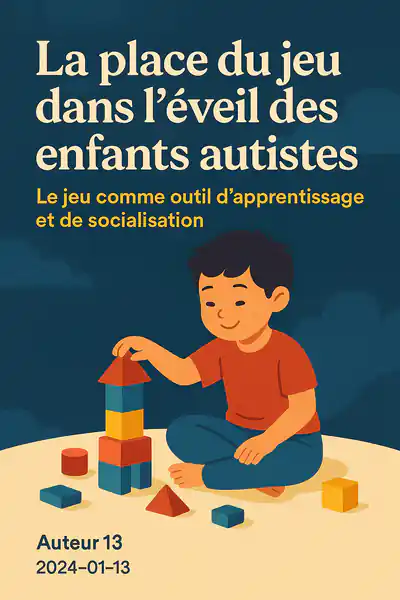 La place du jeu
dans l’éveil des
enfants autistes
Le jeu comme outil d’apprentissage
et de socialisation
Auteur 13
2024–01–13